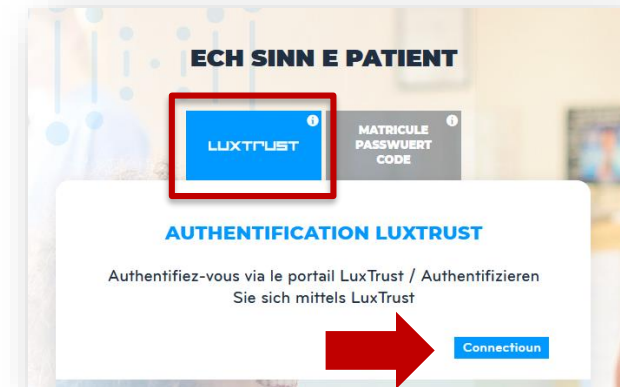 ECH SINN E PATIENT
LUXTRUST
MATRICULE
PASSWUERT
CODE
AUTHENTIFICATION LUXTRUST
Authentifiez-vous via le portail LuxTrust / Authentifizieren
Sie sich mittels LuxTrust
Connectioun